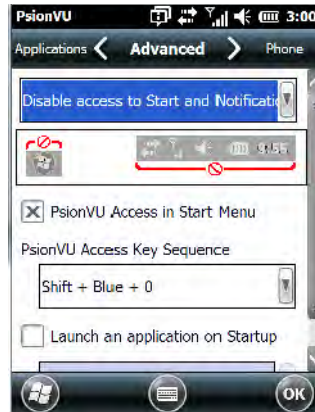 PsionVU 3:00
Applications Advanced Phone
Disable access to Start and Notificatic
9:55
PsionVU Access in Start Menu
PsionVU Access Key Sequence
Shift + Blue + 0
Launch an application on Startup
OK